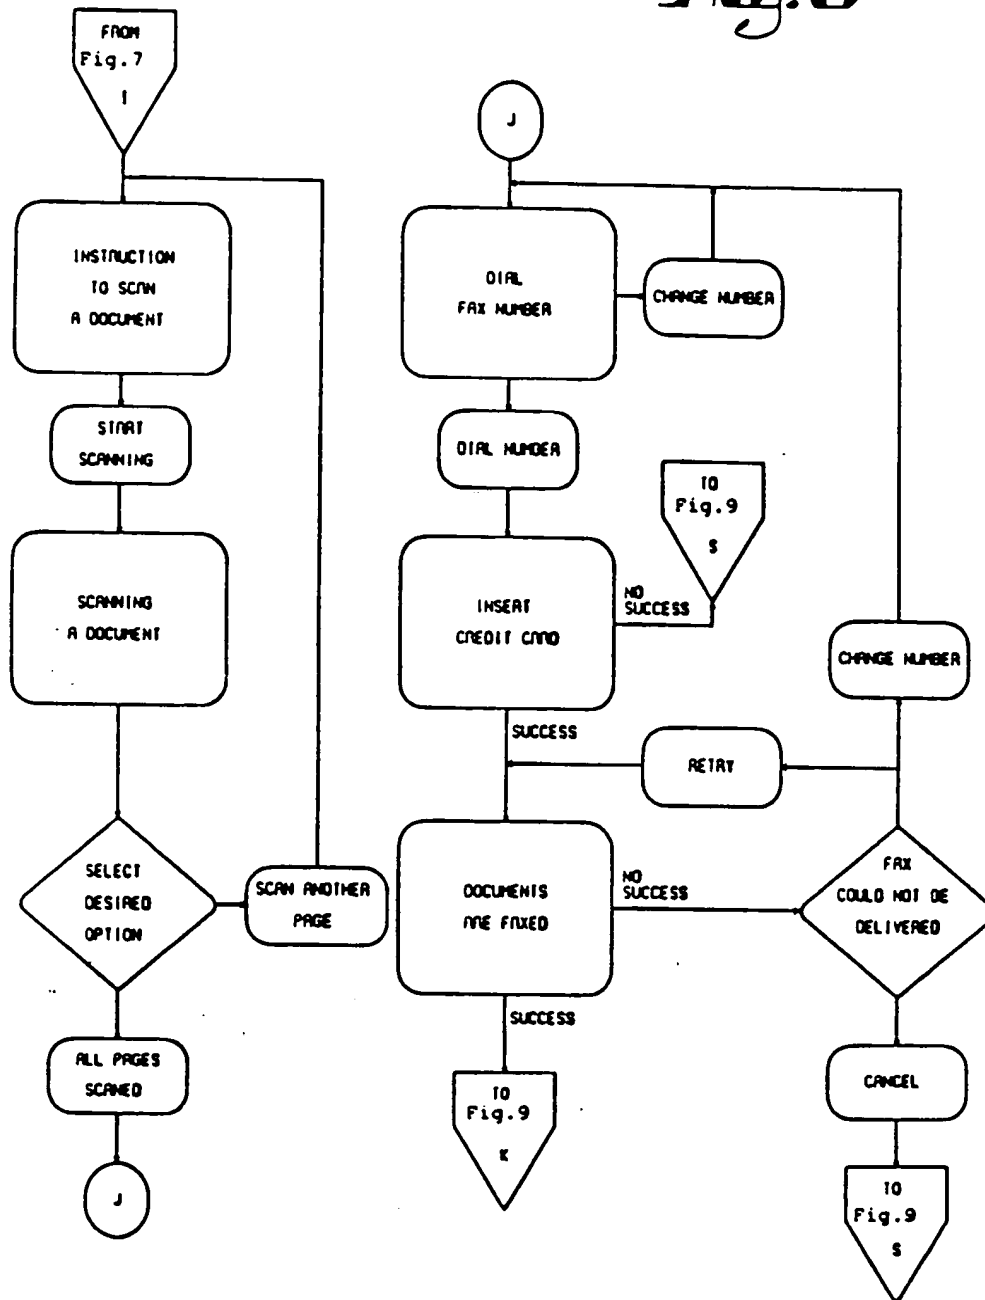 FROM
Fig.7
I
INSTRUCTION
TO SCAN
A DOCUMENT
START
SCANNING
SCANNING
A DOCUMENT
SELECT
DESIRED
OPTION
SCAN ANOTHER
PAGE
ALL PAGES
SCANED
J
J
DIAL
FAX NUMBER
CHANGE NUMBER
DIAL NUMBER
TO
Fig.9
S
INSERT
CREDIT CARD
NO
SUCCESS
SUCCESS
CHANGE NUMBER
RETRY
DOCUMENTS
ARE FAXED
NO
SUCCESS
FAX
COULD NOT BE
DELIVERED
SUCCESS
TO
Fig.9
K
CANCEL
TO
Fig.9
S